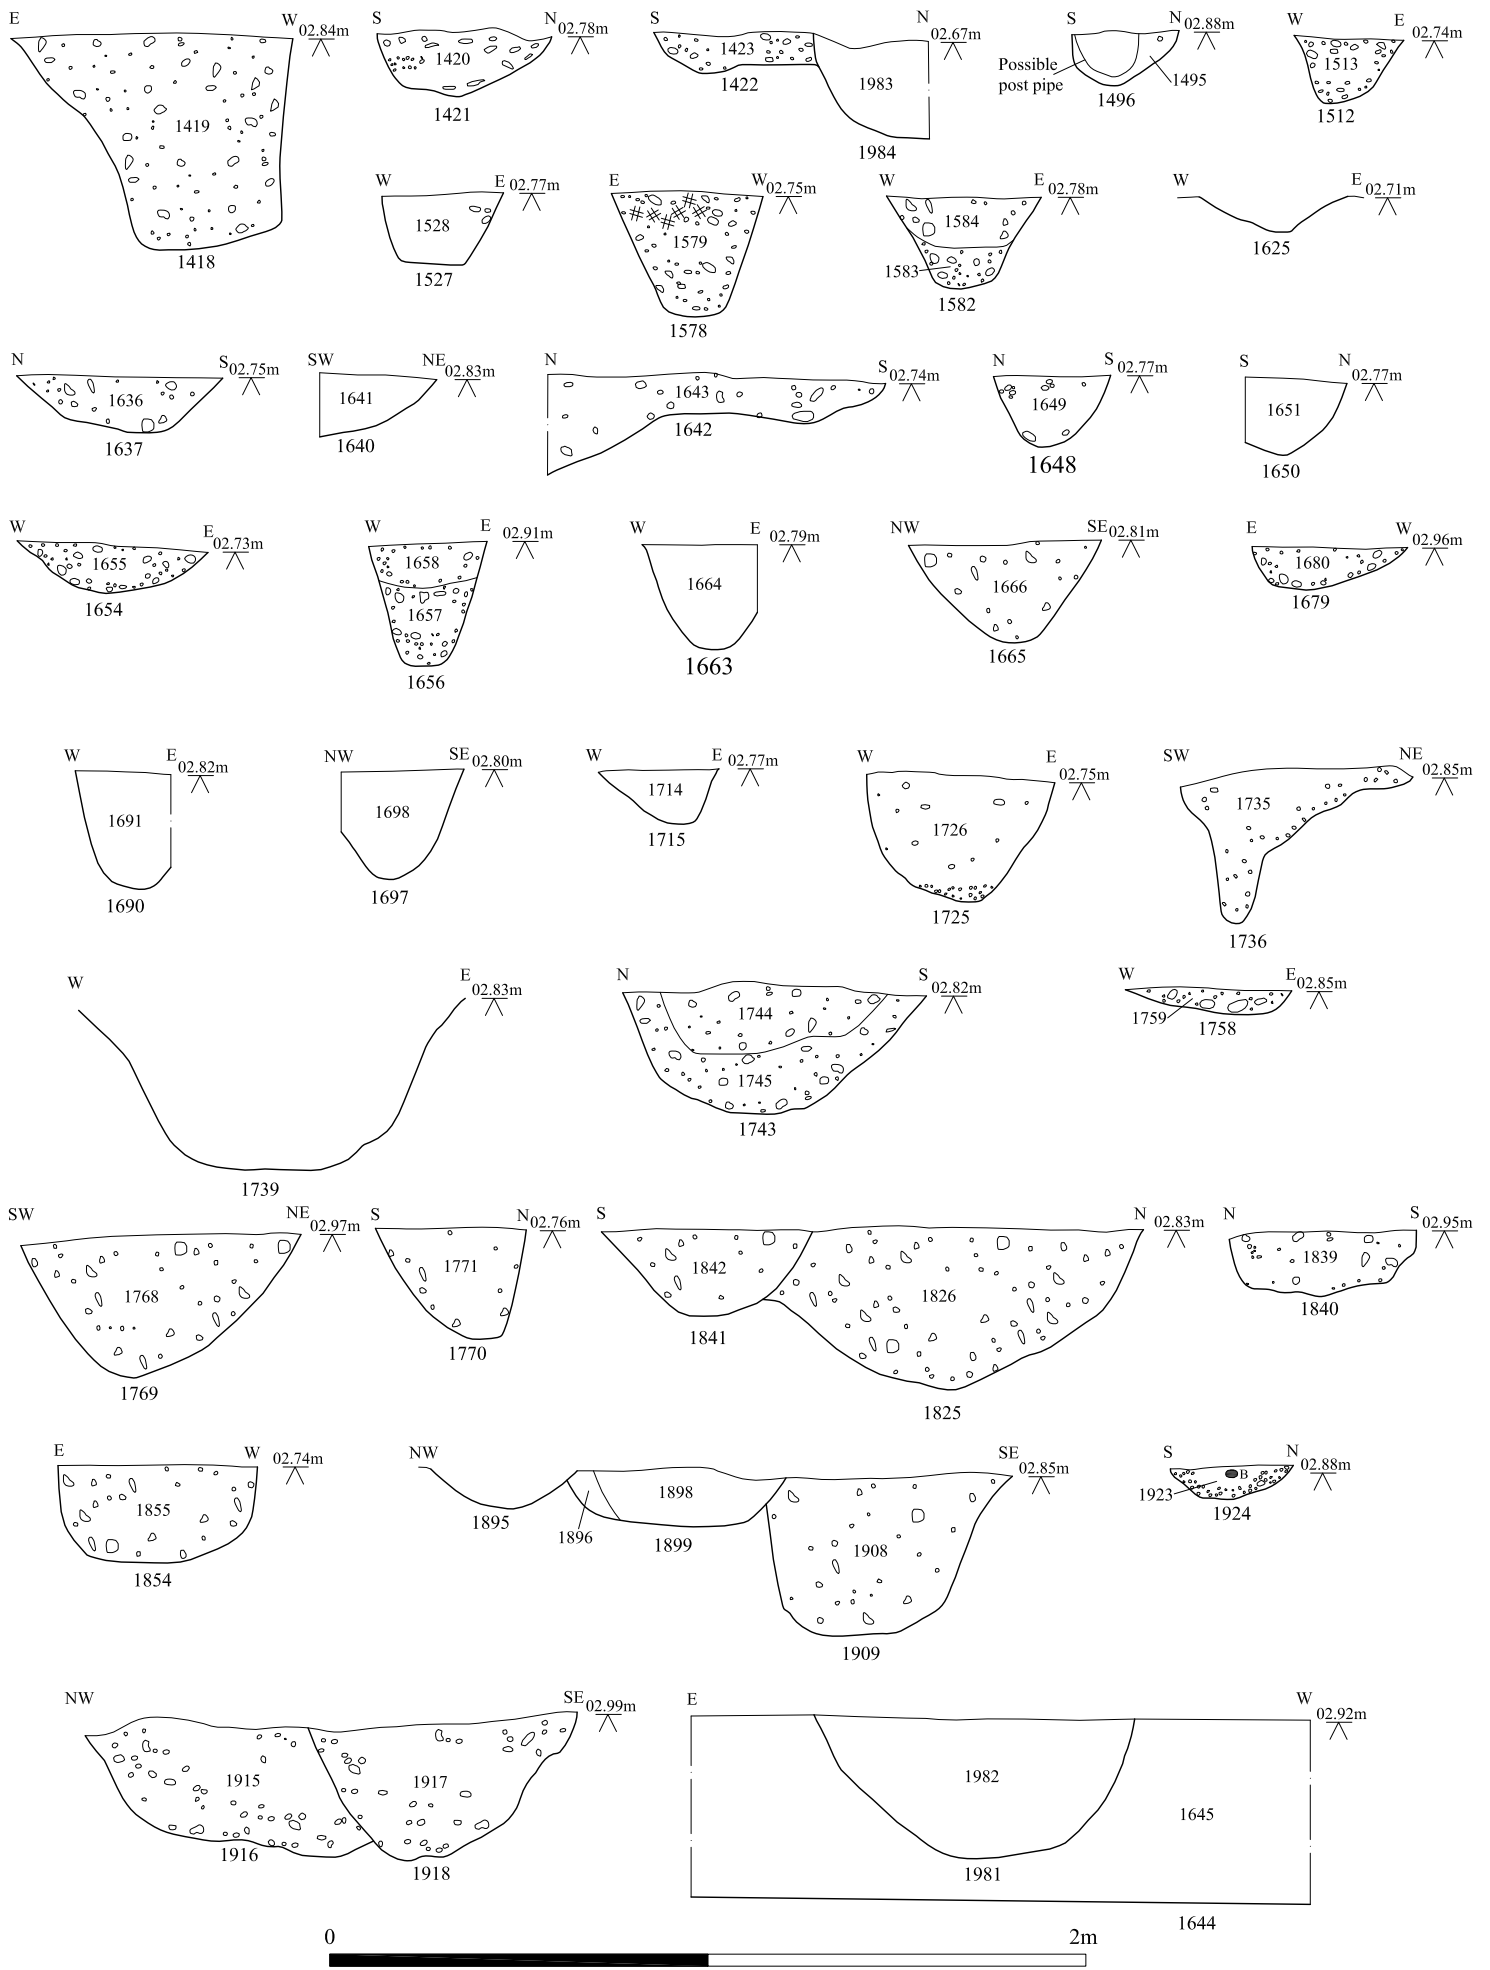 E W 02.84m
1419
1418
S N 02.78m
1420
1421
S N 02.67m
1423
1422
1983
1984
S N 02.88m
Possible
post pipe
1495
1496
W E 02.74m
1513
1512
W E 02.77m
1528
1527
E W 02.75m
1579
1578
W E 02.78m
1584
1583
1582
W E 02.71m
1625
N S 02.75m
1636
1637
SW NE 02.83m
1641
1640
N S 02.74m
1643
1642
N S 02.77m
1649
1648
S N 02.77m
1651
1650
W E 02.73m
1655
1654
W E 02.91m
1658
1657
1656
W E 02.79m
1664
1663
NW SE 02.81m
1666
1665
E W 02.96m
1680
1679
W E 02.82m
1691
1690
NW SE 02.80m
1698
1697
W E 02.77m
1714
1715
W E 02.75m
1726
1725
SW NE 02.85m
1735
1736
W E 02.83m
1739
N S 02.82m
1744
1745
1743
W E 02.85m
1759
1758
SW NE 02.97m
1768
1769
S N 02.76m
1771
1770
S N 02.83m
1842
1826
1841
1825
N S 02.95m
1839
1840
E W 02.74m
1855
1854
NW SE 02.85m
1898
1895
1896
1899
1908
1909
S N 02.88m
B
1923
1924
NW SE 02.99m
1915
1917
1916
1918
E W 02.92m
1982
1645
1981
1644
0 2m